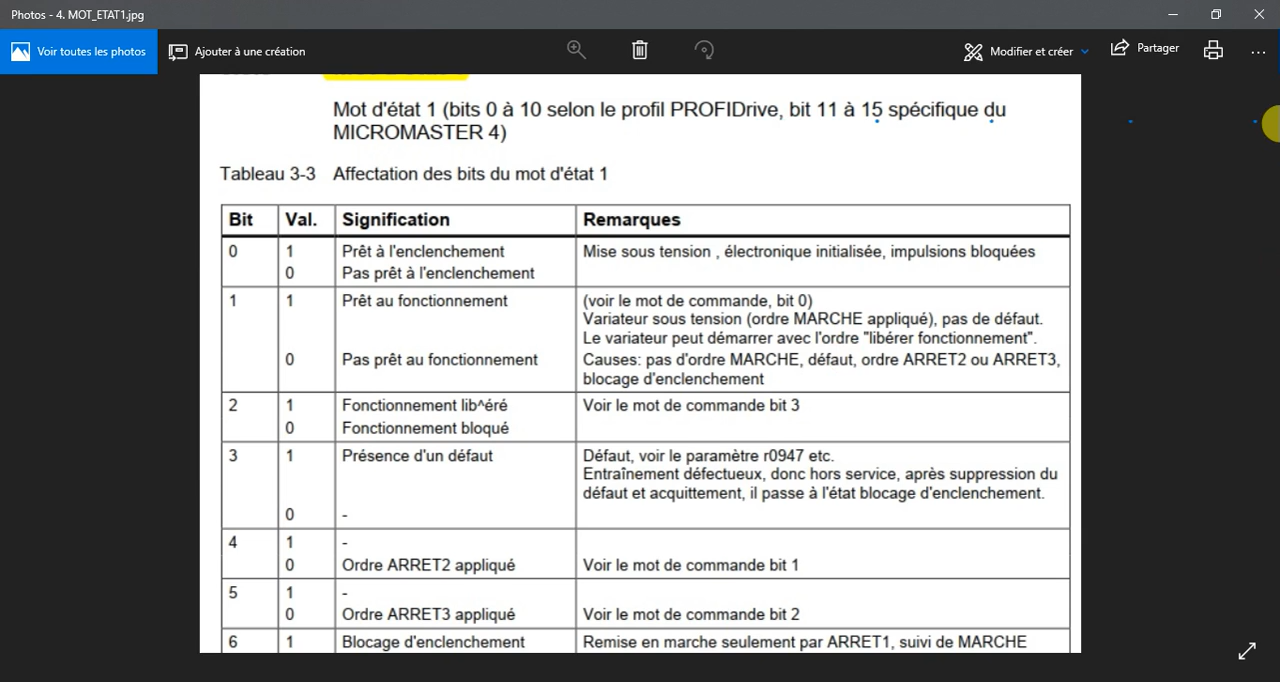 Photos - 4. MOT_ETAT1.jpg
Voir toutes les photos
Ajouter à une création
Modifier et créer
Partager
Mot d'état 1 (bits 0 à 10 selon le profil PROFIDrive, bit 11 à 15 spécifique du
MICROMASTER 4)
Tableau 3-3 Affectation des bits du mot d'état 1
Bit Val. Signification Remarques
0 1 Prêt à l'enclenchement Mise sous tension , électronique initialisée, impulsions bloquées
0 Pas prêt à l'enclenchement
1 1 Prêt au fonctionnement (voir le mot de commande, bit 0)
Variateur sous tension (ordre MARCHE appliqué), pas de défaut.
Le variateur peut démarrer avec l'ordre "libérer fonctionnement".
0 Pas prêt au fonctionnement Causes: pas d'ordre MARCHE, défaut, ordre ARRET2 ou ARRET3,
blocage d'enclenchement
2 1 Fonctionnement lib^éré Voir le mot de commande bit 3
0 Fonctionnement bloqué
3 1 Présence d'un défaut Défaut, voir le paramètre r0947 etc.
Entraînement défectueux, donc hors service, après suppression du
défaut et acquittement, il passe à l'état blocage d'enclenchement.
0 -
4 1 -
0 Ordre ARRET2 appliqué Voir le mot de commande bit 1
5 1 -
0 Ordre ARRET3 appliqué Voir le mot de commande bit 2
6 1 Blocage d'enclenchement Remise en marche seulement par ARRET1, suivi de MARCHE